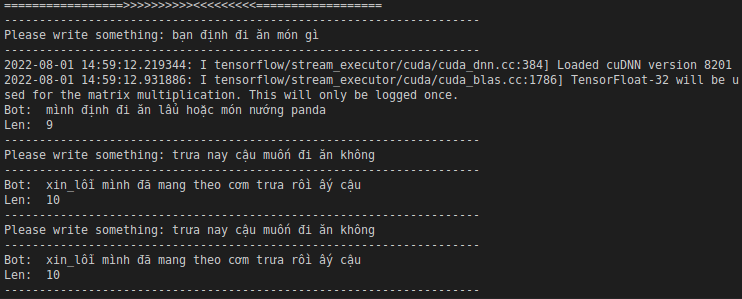 =================>>>>>>>>>><<<<<<<<<==================
--------------------------------------------------------------------
Please write something: bạn định đi ăn món gì
--------------------------------------------------------------------
2022-08-01 14:59:12.219344: I tensorflow/stream_executor/cuda/cuda_dnn.cc:384] Loaded cuDNN version 8201
2022-08-01 14:59:12.931886: I tensorflow/stream_executor/cuda/cuda_blas.cc:1786] TensorFloat-32 will be u
sed for the matrix multiplication. This will only be logged once.
Bot:  mình định đi ăn lẩu hoặc món nướng panda
Len:  9
--------------------------------------------------------------------
Please write something: trưa nay cậu muốn đi ăn không
--------------------------------------------------------------------
Bot:  xin_lỗi mình đã mang theo cơm trưa rồi ấy cậu
Len:  10
--------------------------------------------------------------------
Please write something: trưa nay cậu muốn đi ăn không
--------------------------------------------------------------------
Bot:  xin_lỗi mình đã mang theo cơm trưa rồi ấy cậu
Len:  10
--------------------------------------------------------------------